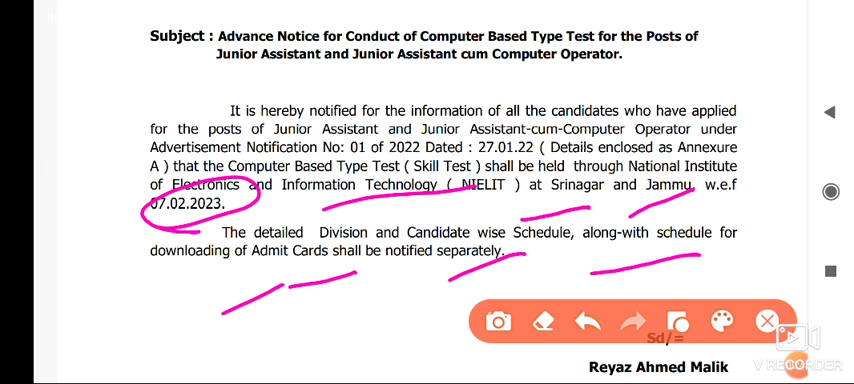 Subject : Advance Notice for Conduct of Computer Based Type Test for the Posts of
Junior Assistant and Junior Assistant cum Computer Operator.
It is hereby notified for the information of all the candidates who have applied
for the posts of Junior Assistant and Junior Assistant-cum-Computer Operator under
Advertisement Notification No: 01 of 2022 Dated : 27.01.22 ( Details enclosed as Annexure
A ) that the Computer Based Type Test ( Skill Test ) shall be held through National Institute
of Electronics and Information Technology ( NIELIT ) at Srinagar and Jammu, w.e.f
07.02.2023.
The detailed Division and Candidate wise Schedule, along-with schedule for
downloading of Admit Cards shall be notified separately.
Sd/=
Reyaz Ahmed Malik
V RECORDER